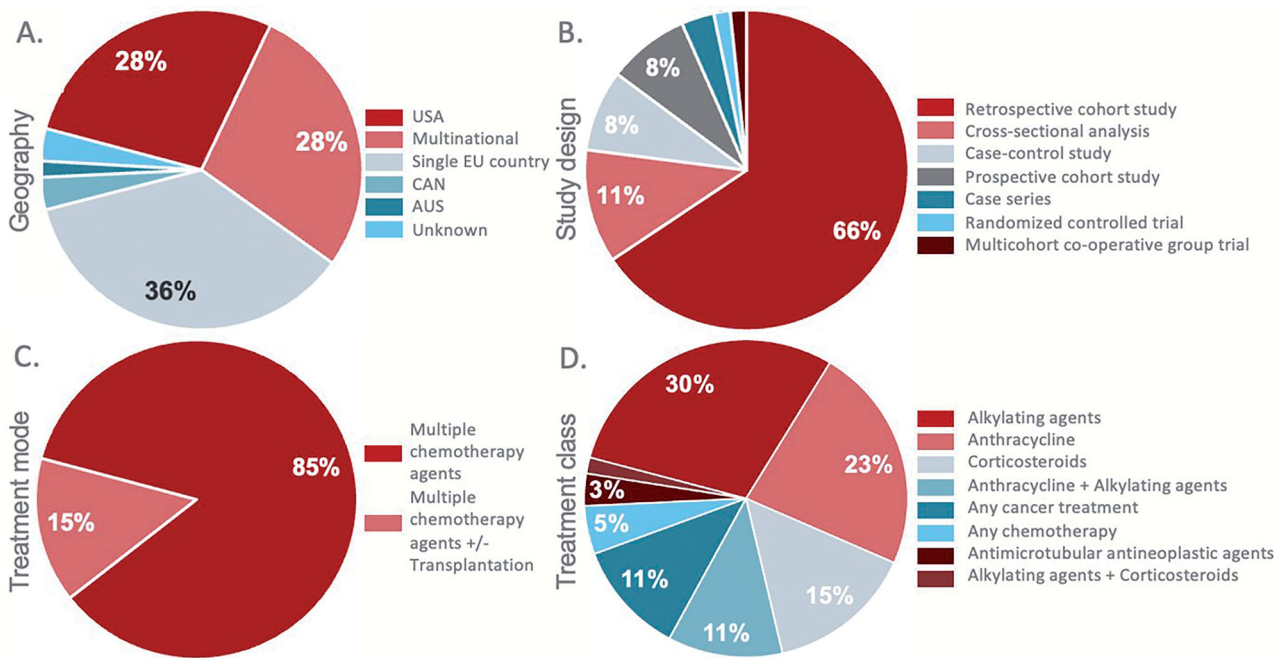 A.
Geography
28%
28%
36%
USA
Multinational
Single EU country
CAN
AUS
Unknown
B.
Study design
8%
8%
11%
66%
Retrospective cohort study
Cross-sectional analysis
Case-control study
Prospective cohort study
Case series
Randomized controlled trial
Multicohort co-operative group trial
C.
Treatment mode
85%
15%
Multiple
chemotherapy
agents
Multiple
chemotherapy
agents +/-
Transplantation
D.
Treatment class
30%
23%
3%
5%
11%
11%
15%
Alkylating agents
Anthracycline
Corticosteroids
Anthracycline + Alkylating agents
Any cancer treatment
Any chemotherapy
Antimicrotubular antineoplastic agents
Alkylating agents + Corticosteroids